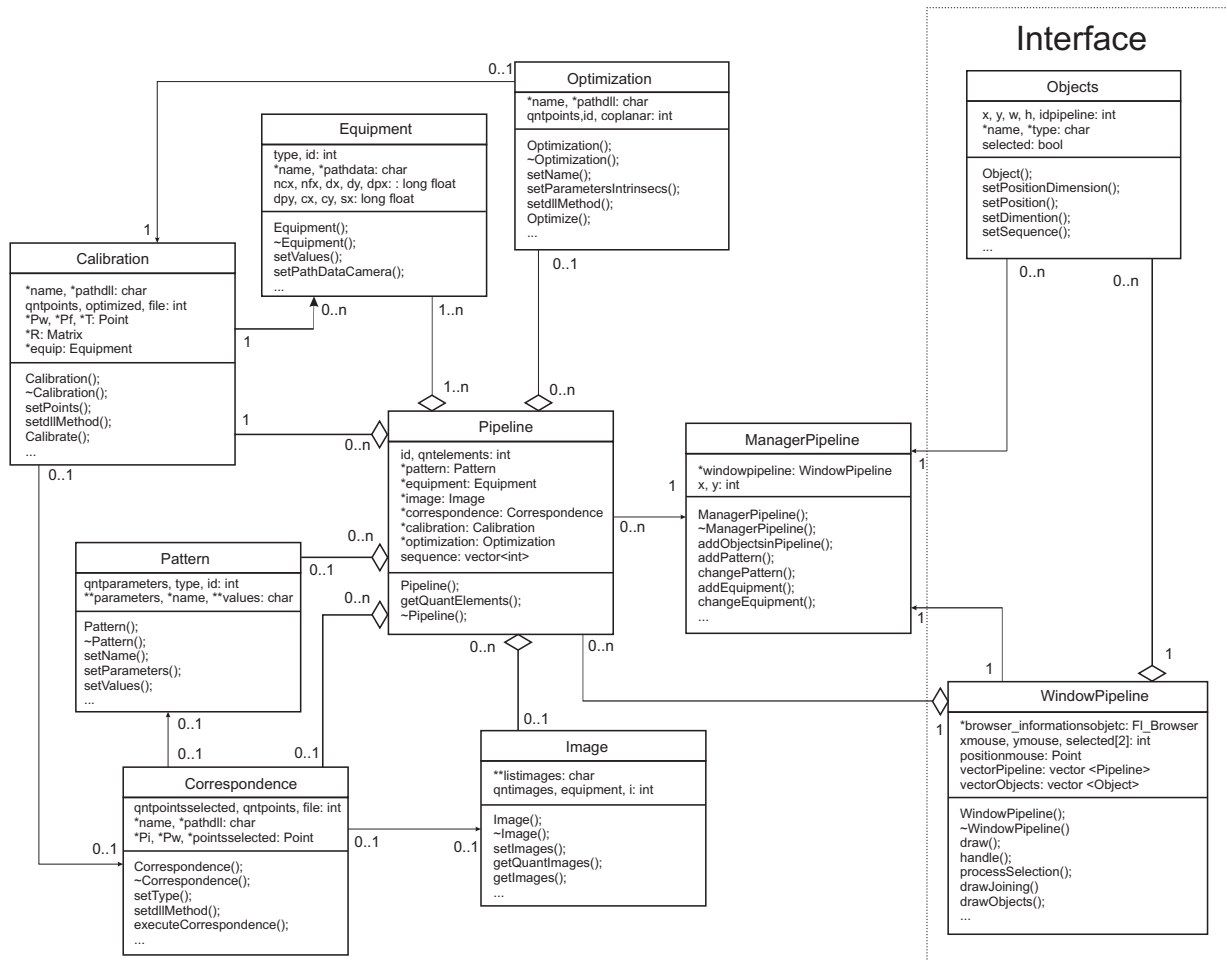 Interface
Optimization
*name, *pathdll: char
qntpoints,id, coplanar: int
Optimization();
~Optimization();
setName();
setParametersIntrinsecs();
setdllMethod();
Optimize();
...
Objects
x, y, w, h, idpipeline: int
*name, *type: char
selected: bool
Object();
setPositionDimension();
setPosition();
setDimention();
setSequence();
...
Equipment
type, id: int
*name, *pathdata: char
ncx, nfx, dx, dy, dpx: : long float
dpy, cx, cy, sx: long float
Equipment();
~Equipment();
setValues();
setPathDataCamera();
...
Calibration
*name, *pathdll: char
qntpoints, optimized, file: int
*Pw, *Pf, *T: Point
*R: Matrix
*equip: Equipment
Calibration();
~Calibration();
setPoints();
setdllMethod();
Calibrate();
...
Pipeline
id, qntelements: int
*pattern: Pattern
*equipment: Equipment
*image: Image
*correspondence: Correspondence
*calibration: Calibration
*optimization: Optimization
sequence: vector<int>
Pipeline();
getQuantElements();
~Pipeline();
ManagerPipeline
*windowpipeline: WindowPipeline
x, y: int
ManagerPipeline();
~ManagerPipeline();
addObjectsinPipeline();
addPattern();
changePattern();
addEquipment();
changeEquipment();
...
Pattern
qntparameters, type, id: int
**parameters, *name, **values: char
Pattern();
~Pattern();
setName();
setParameters();
setValues();
...
WindowPipeline
*browser_informationsobjetc: Fl_Browser
xmouse, ymouse, selected[2]: int
positionmouse: Point
vectorPipeline: vector <Pipeline>
vectorObjects: vector <Object>
WindowPipeline();
~WindowPipeline()
draw();
handle();
processSelection();
drawJoining()
drawObjects();
...
Image
**listimages: char
qntimages, equipment, i: int
Image();
~Image();
setImages();
getQuantImages();
getImages();
...
Correspondence
qntpointsselected, qntpoints, file: int
*name, *pathdll: char
*Pi, *Pw, *pointsselected: Point
Correspondence();
~Correspondence();
setType();
setdllMethod();
executeCorrespondence();
...
0..1
1
0..1
0..n
0..n
0..n
1
0..n
1..n
1..n
0..n
1
0..n
0..1
1
0..n
1
0..n
0..1
0..n
1
1
1
0..n
0..n
1
0..1
0..1
0..1
0..1
0..1
0..1
0..1